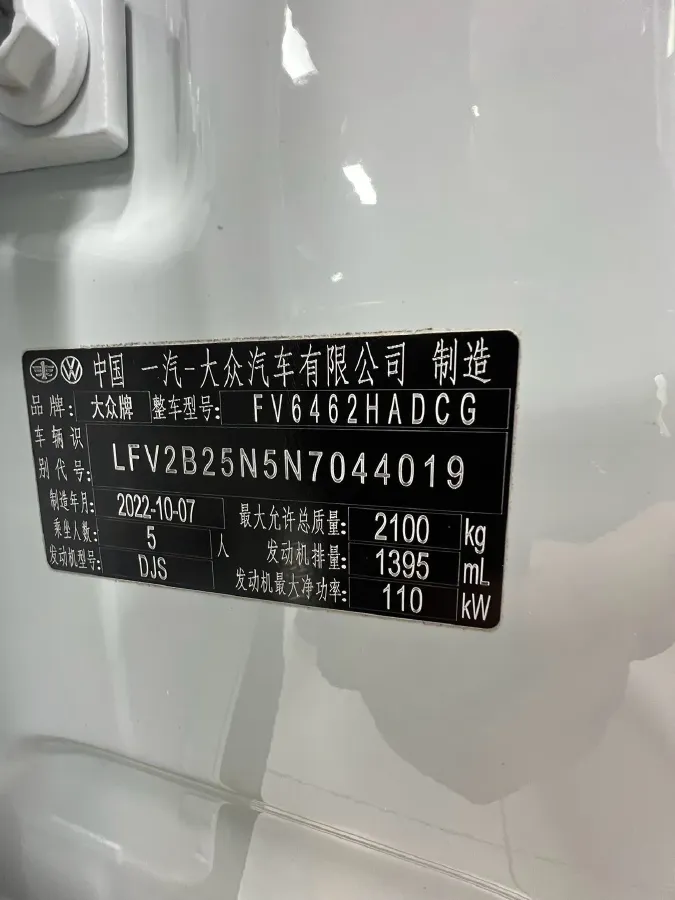 中国 一汽-大众汽车有限公司 制造
品牌: 大众牌 整车型号: FV6462HADCG
车辆识别代号: LFV2B25N5N7044019
制造年月: 2022-10-07 最大允许总质量: 2100 kg
乘坐人数: 5 人 发动机排量: 1395 mL
发动机型号: DJS 发动机最大净功率: 110 kW